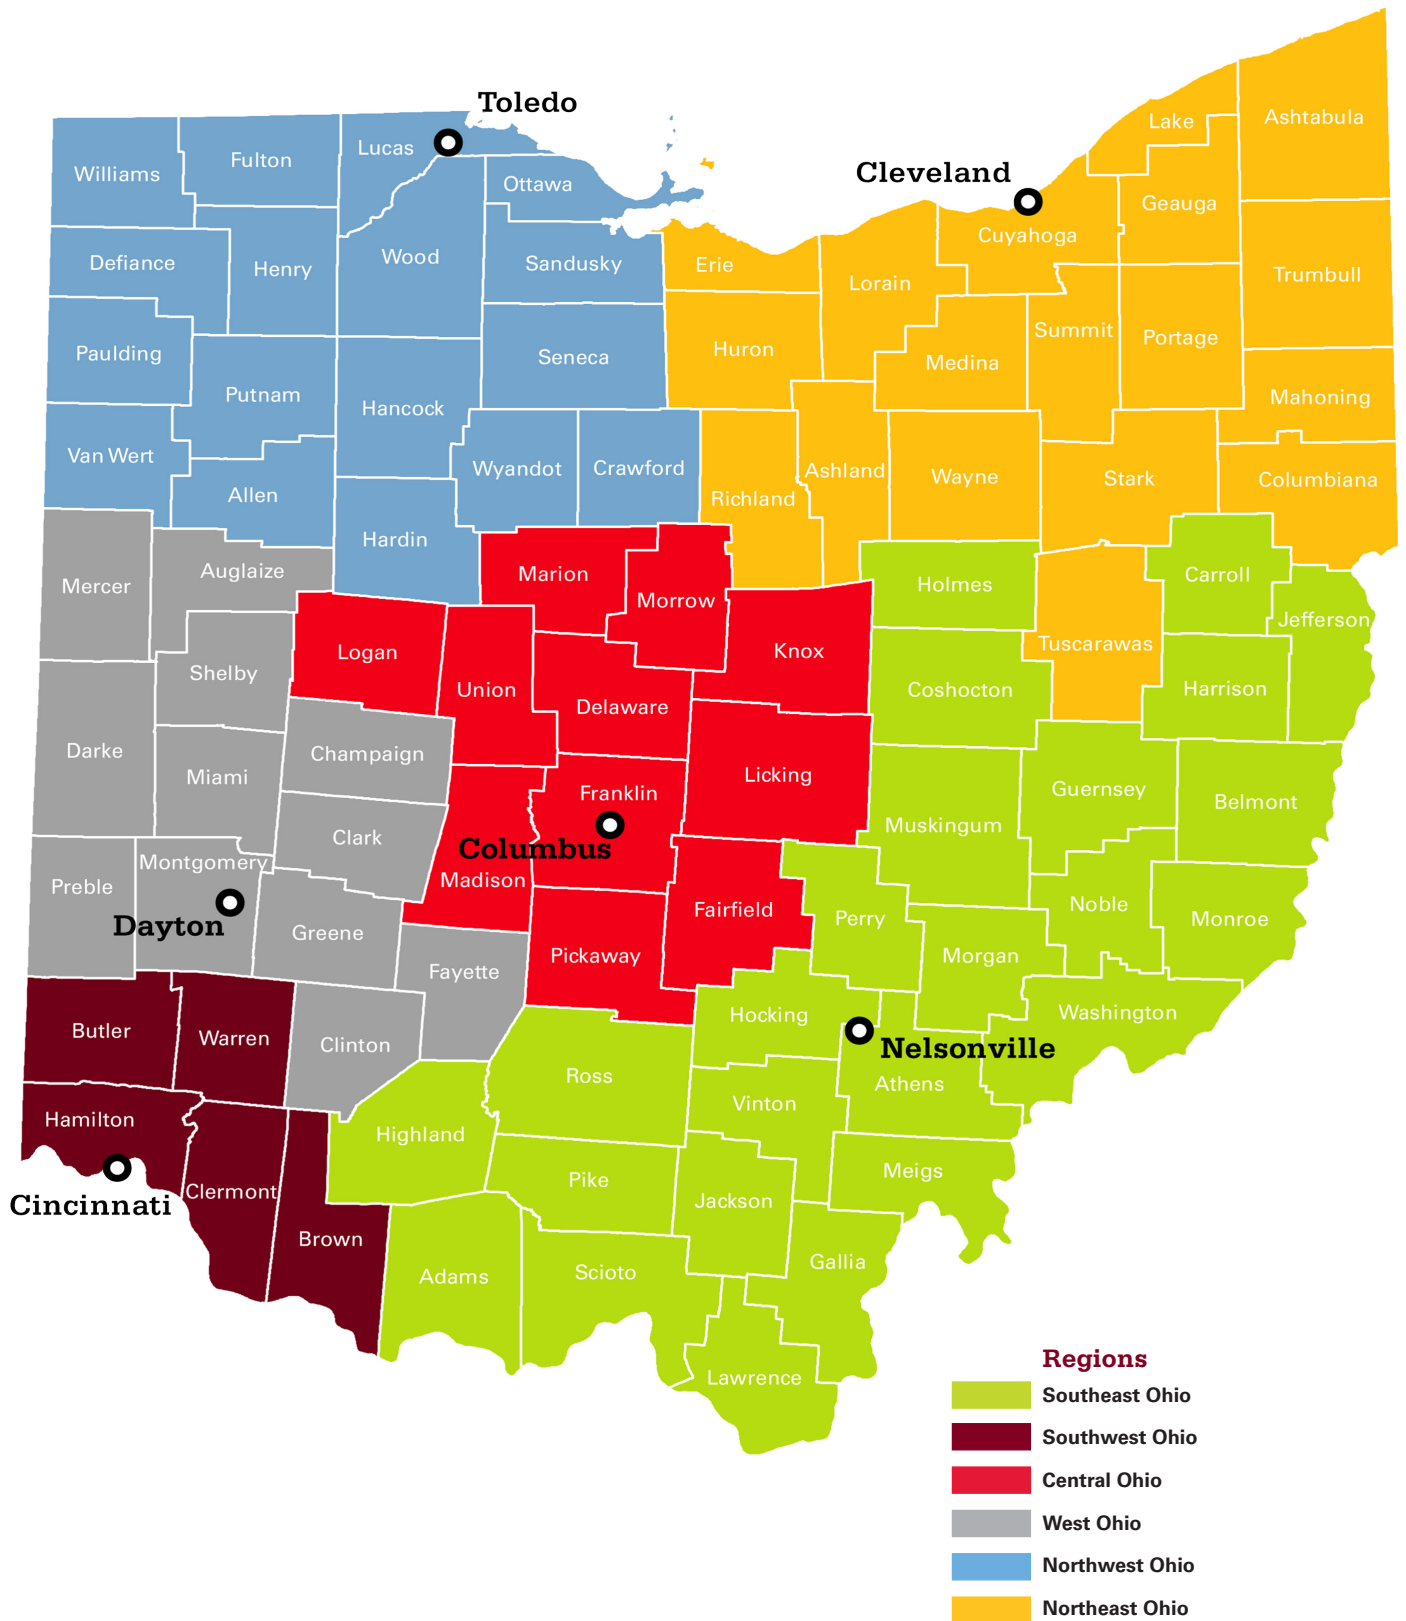 Toledo
Cleveland
Lake
Ashtabula
Lucas
Fulton
Williams
Ottawa
Geauga
Cuyahoga
Wood
Defiance
Henry
Sandusky
Erie
Lorain
Trumbull
Summit
Portage
Paulding
Huron
Seneca
Medina
Putnam
Hancock
Mahoning
Van Wert
Wyandot
Crawford
Ashland
Wayne
Stark
Columbiana
Allen
Richland
Hardin
Auglaize
Marion
Carroll
Mercer
Holmes
Morrow
Jefferson
Tuscarawas
Logan
Knox
Shelby
Union
Coshocton
Harrison
Delaware
Darke
Champaign
Miami
Licking
Franklin
Guernsey
Belmont
Muskingum
Clark
Columbus
Montgomery
Madison
Preble
Noble
Fairfield
Perry
Monroe
Dayton
Greene
Pickaway
Morgan
Fayette
Washington
Hocking
Butler
Warren
Clinton
Nelsonville
Ross
Athens
Vinton
Hamilton
Highland
Meigs
Pike
Clermont
Jackson
Cincinnati
Brown
Gallia
Scioto
Adams
Lawrence
Regions
Southeast Ohio
Southwest Ohio
Central Ohio
West Ohio
Northwest Ohio
Northeast Ohio